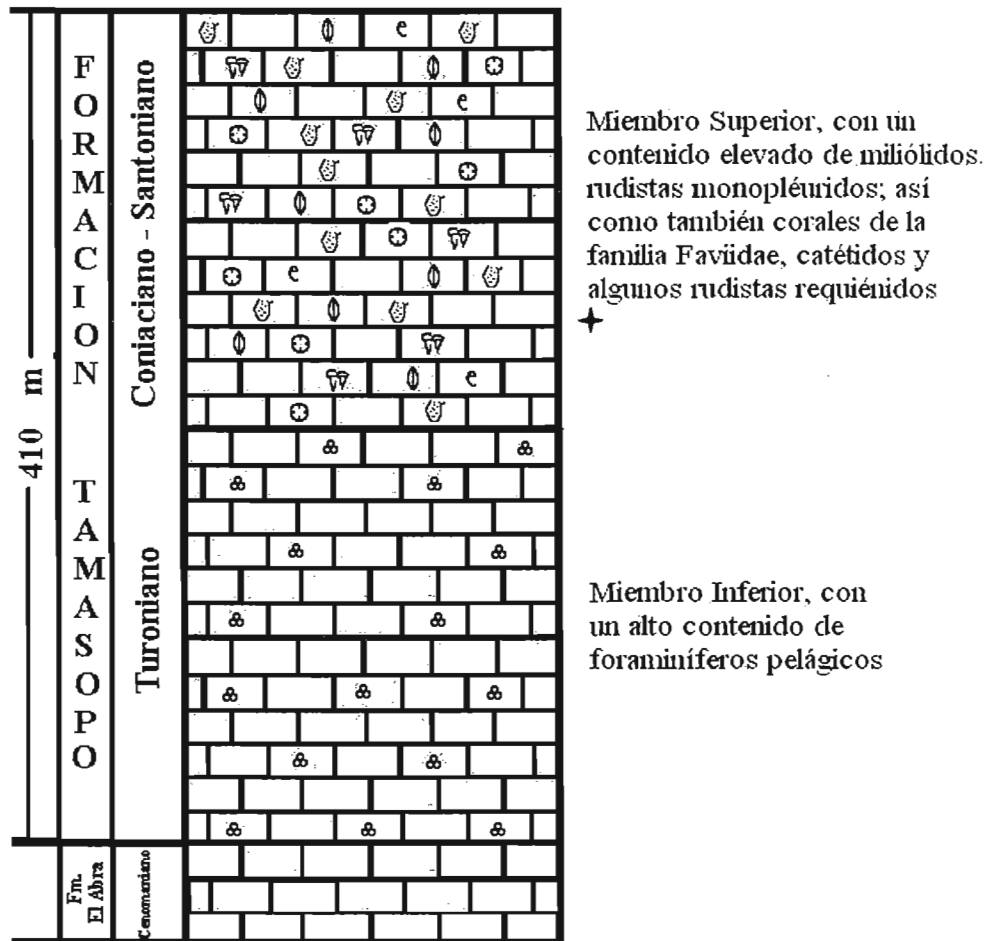 410 m
FORMACION TAMASOPO
Coniaciano - Santoniano
Turoniano
Fm.
El Abra
Cenomaniano
e
e
e
e
Miembro Superior, con un
contenido elevado de miliólidos.
rudistas monopléuridos; así
como también corales de la
familia Faviidae, catétidos y
algunos rudistas requiénidos
Miembro Inferior, con
un alto contenido de
foraminíferos pelágicos